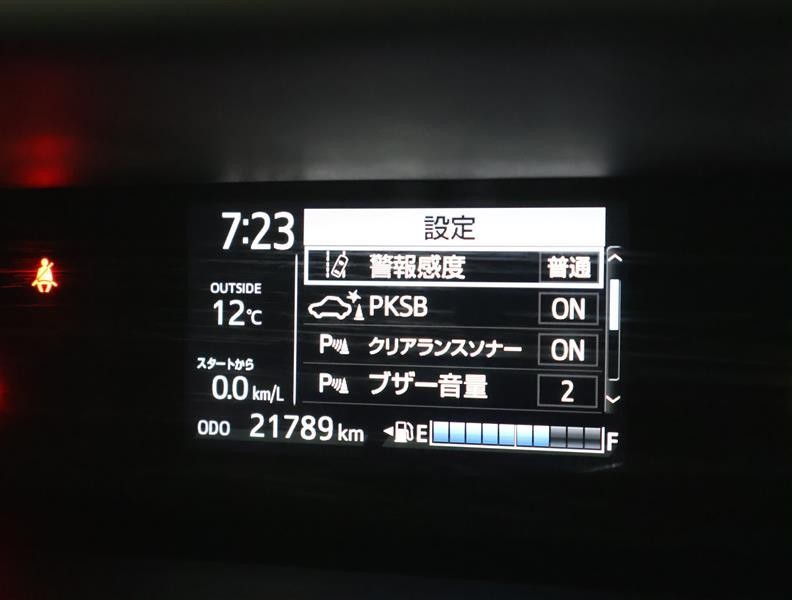 7:23
設定
警報感度 普通
OUTSIDE
12℃
PKSB ON
P クリアランスソナー ON
スタートから
0.0 km/L
P ブザー音量 2
ODO 21789 km
E F